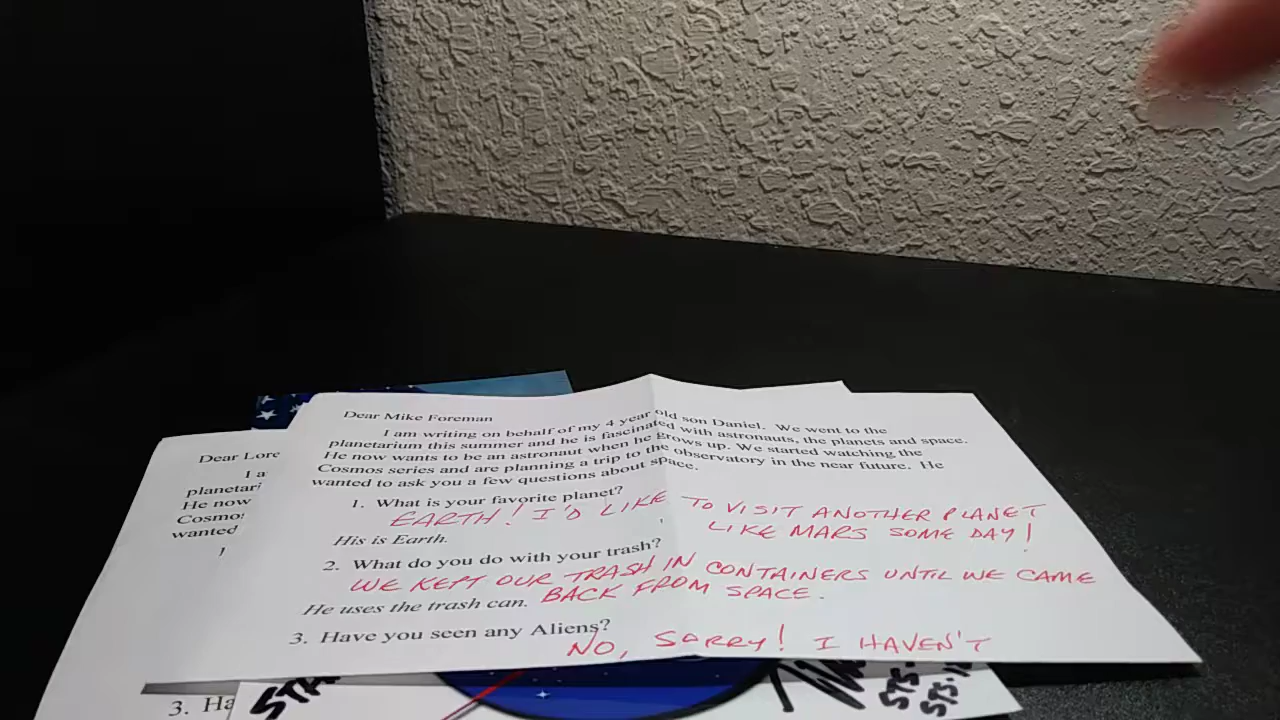 Dear Mike Foreman
I am writing on behalf of my 4 year old son Daniel. We went to the
planetarium this summer and he is fascinated with astronauts, the planets and space.
He now wants to be an astronaut when he grows up. We started watching the
Cosmos series and are planning a trip to the observatory in the near future. He
wanted to ask you a few questions about space.
1. What is your favorite planet?
EARTH! I'D LIKE TO VISIT ANOTHER PLANET
LIKE MARS SOME DAY!
His is Earth.
2. What do you do with your trash?
WE KEPT OUR TRASH IN CONTAINERS UNTIL WE CAME
BACK FROM SPACE.
He uses the trash can.
3. Have you seen any Aliens?
NO, SORRY! I HAVEN'T
Dear
I
He now
wanted
3.